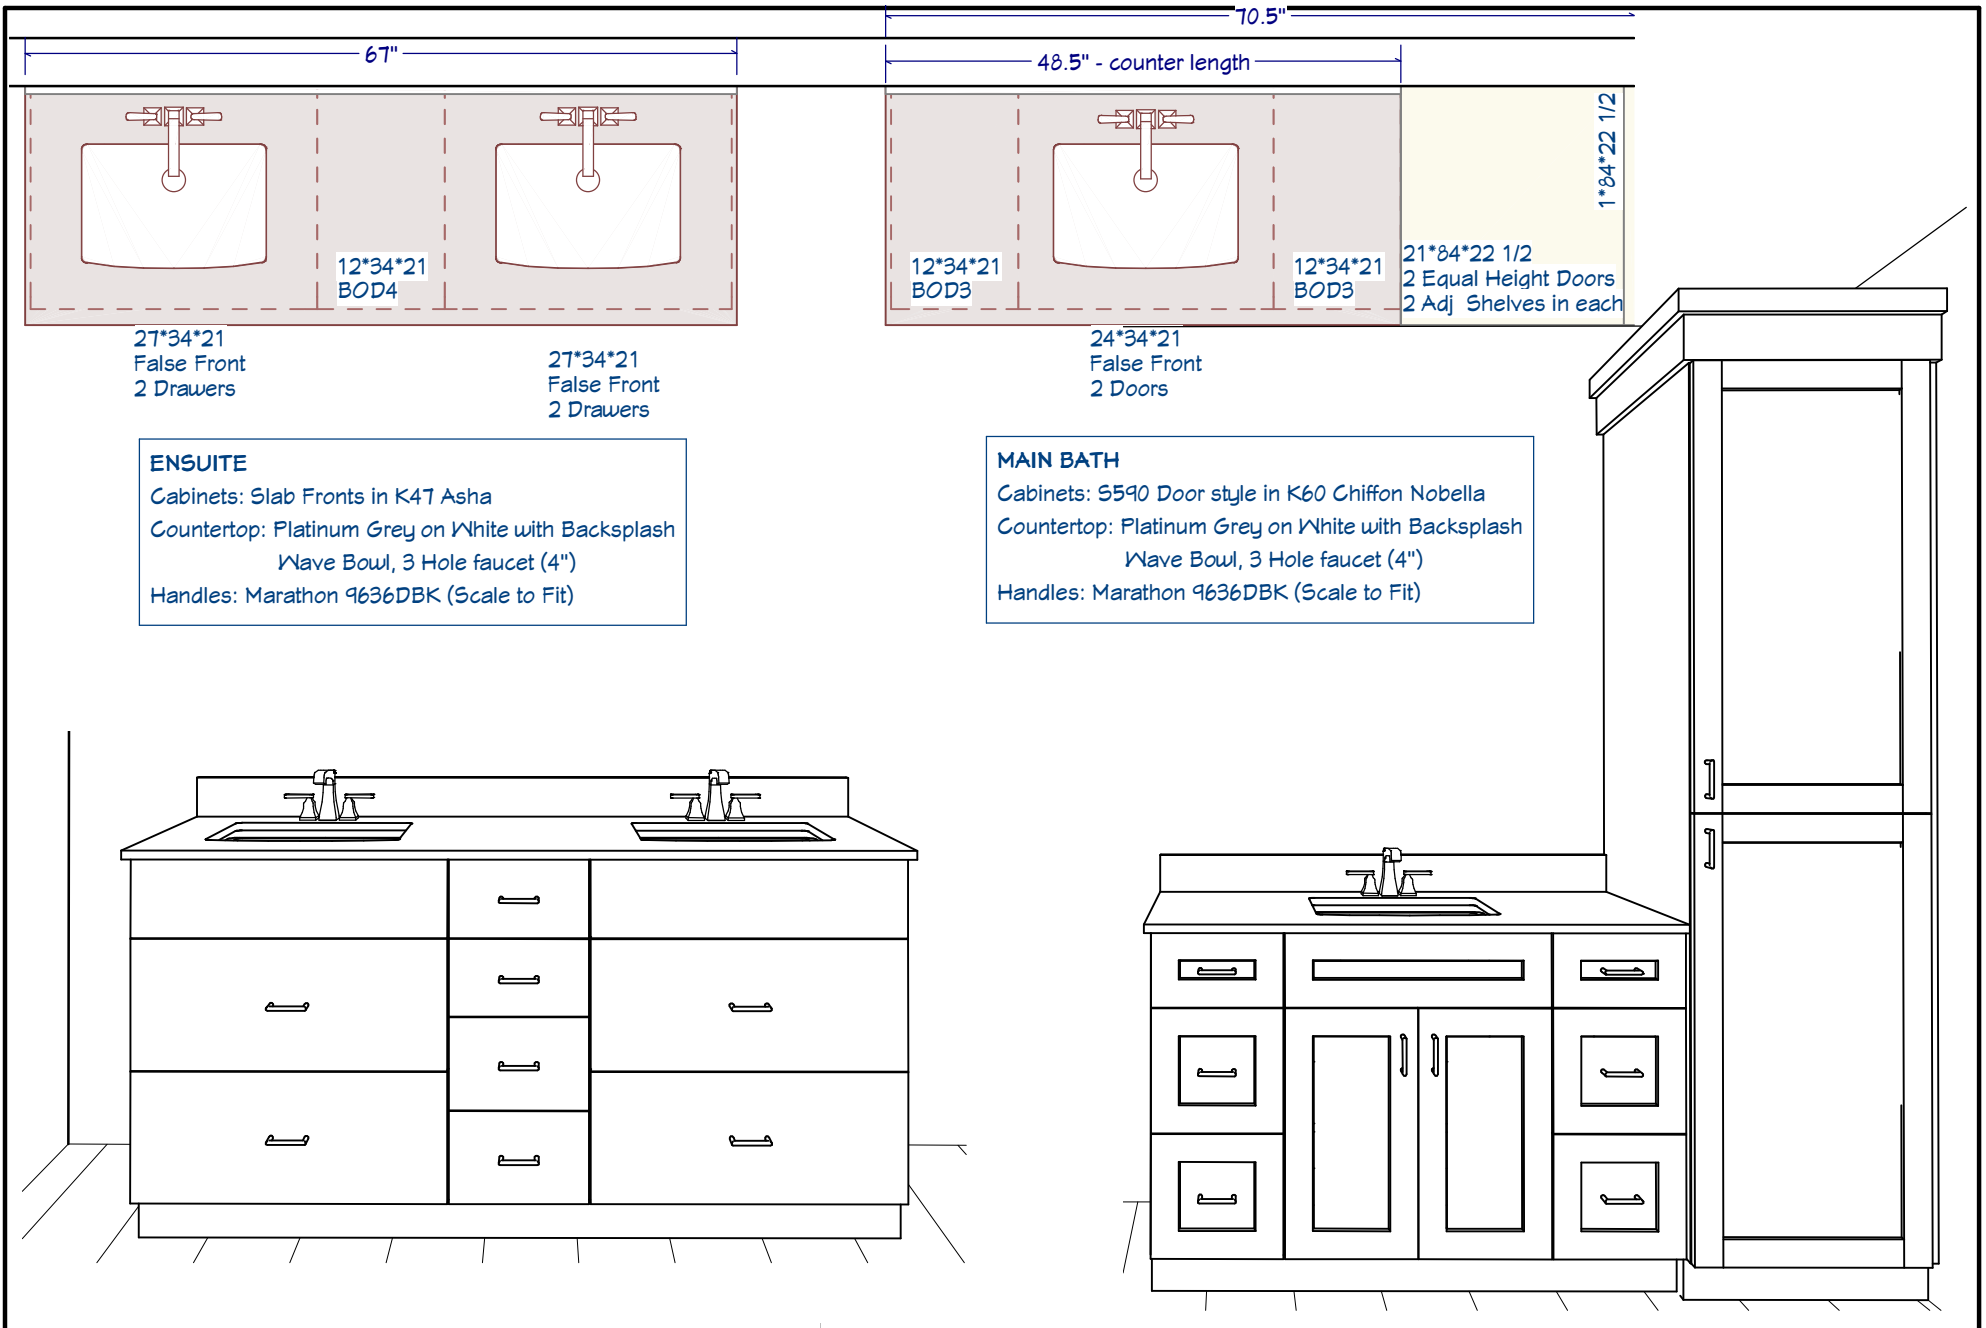 70.5"
67"
48.5" - counter length
1*84*22 1/2
12*34*21
BOD4
12*34*21
BOD3
12*34*21
BOD3
21*84*22 1/2
2 Equal Height Doors
2 Adj Shelves in each
27*34*21
False Front
2 Drawers
27*34*21
False Front
2 Drawers
24*34*21
False Front
2 Doors
ENSUITE
Cabinets: Slab Fronts in K47 Asha
Countertop: Platinum Grey on White with Backsplash
Wave Bowl, 3 Hole faucet (4")
Handles: Marathon 9636DBK (Scale to Fit)
MAIN BATH
Cabinets: S590 Door style in K60 Chiffon Nobella
Countertop: Platinum Grey on White with Backsplash
Wave Bowl, 3 Hole faucet (4")
Handles: Marathon 9636DBK (Scale to Fit)